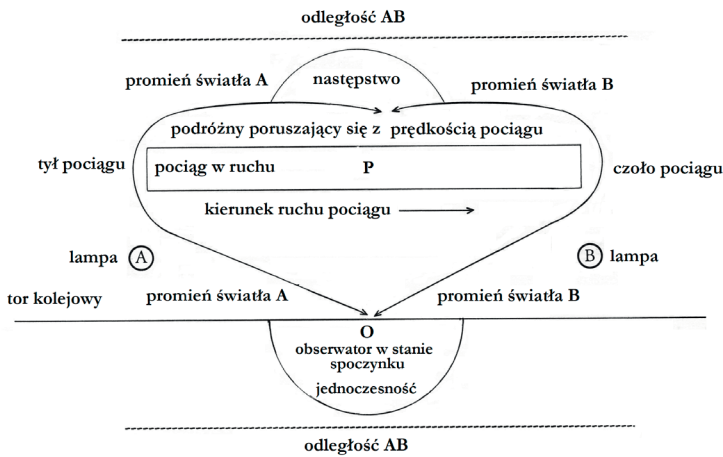 odległość AB
promień światła A
następstwo
promień światła B
podróżny poruszający się z prędkością pociągu
tył pociągu
pociąg w ruchu
P
czoło pociągu
kierunek ruchu pociągu
lampa A
B lampa
tor kolejowy
promień światła A
promień światła B
O
obserwator w stanie
spoczynku
jednoczesność
odległość AB